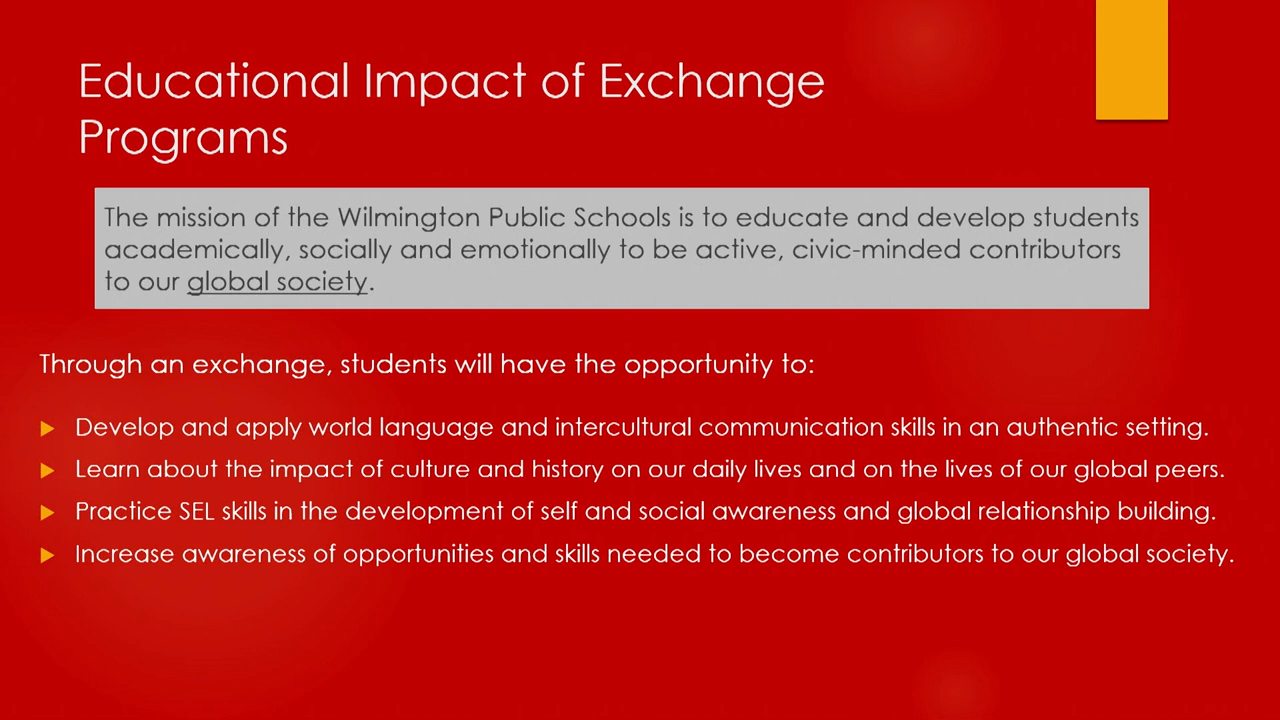 Educational Impact of Exchange
Programs
The mission of the Wilmington Public Schools is to educate and develop students
academically, socially and emotionally to be active, civic-minded contributors
to our global society.
Through an exchange, students will have the opportunity to:
Develop and apply world language and intercultural communication skills in an authentic setting.
Learn about the impact of culture and history on our daily lives and on the lives of our global peers.
Practice SEL skills in the development of self and social awareness and global relationship building.
Increase awareness of opportunities and skills needed to become contributors to our global society.